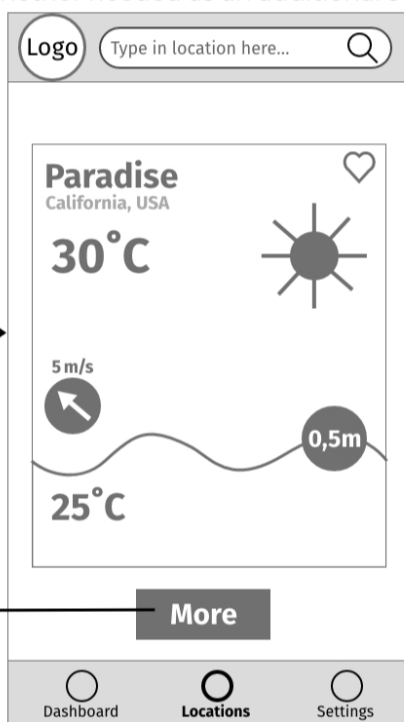 Logo
Type in location here...
Paradise
California, USA
30°C
5 m/s
0,5m
25°C
More
Dashboard Locations Settings